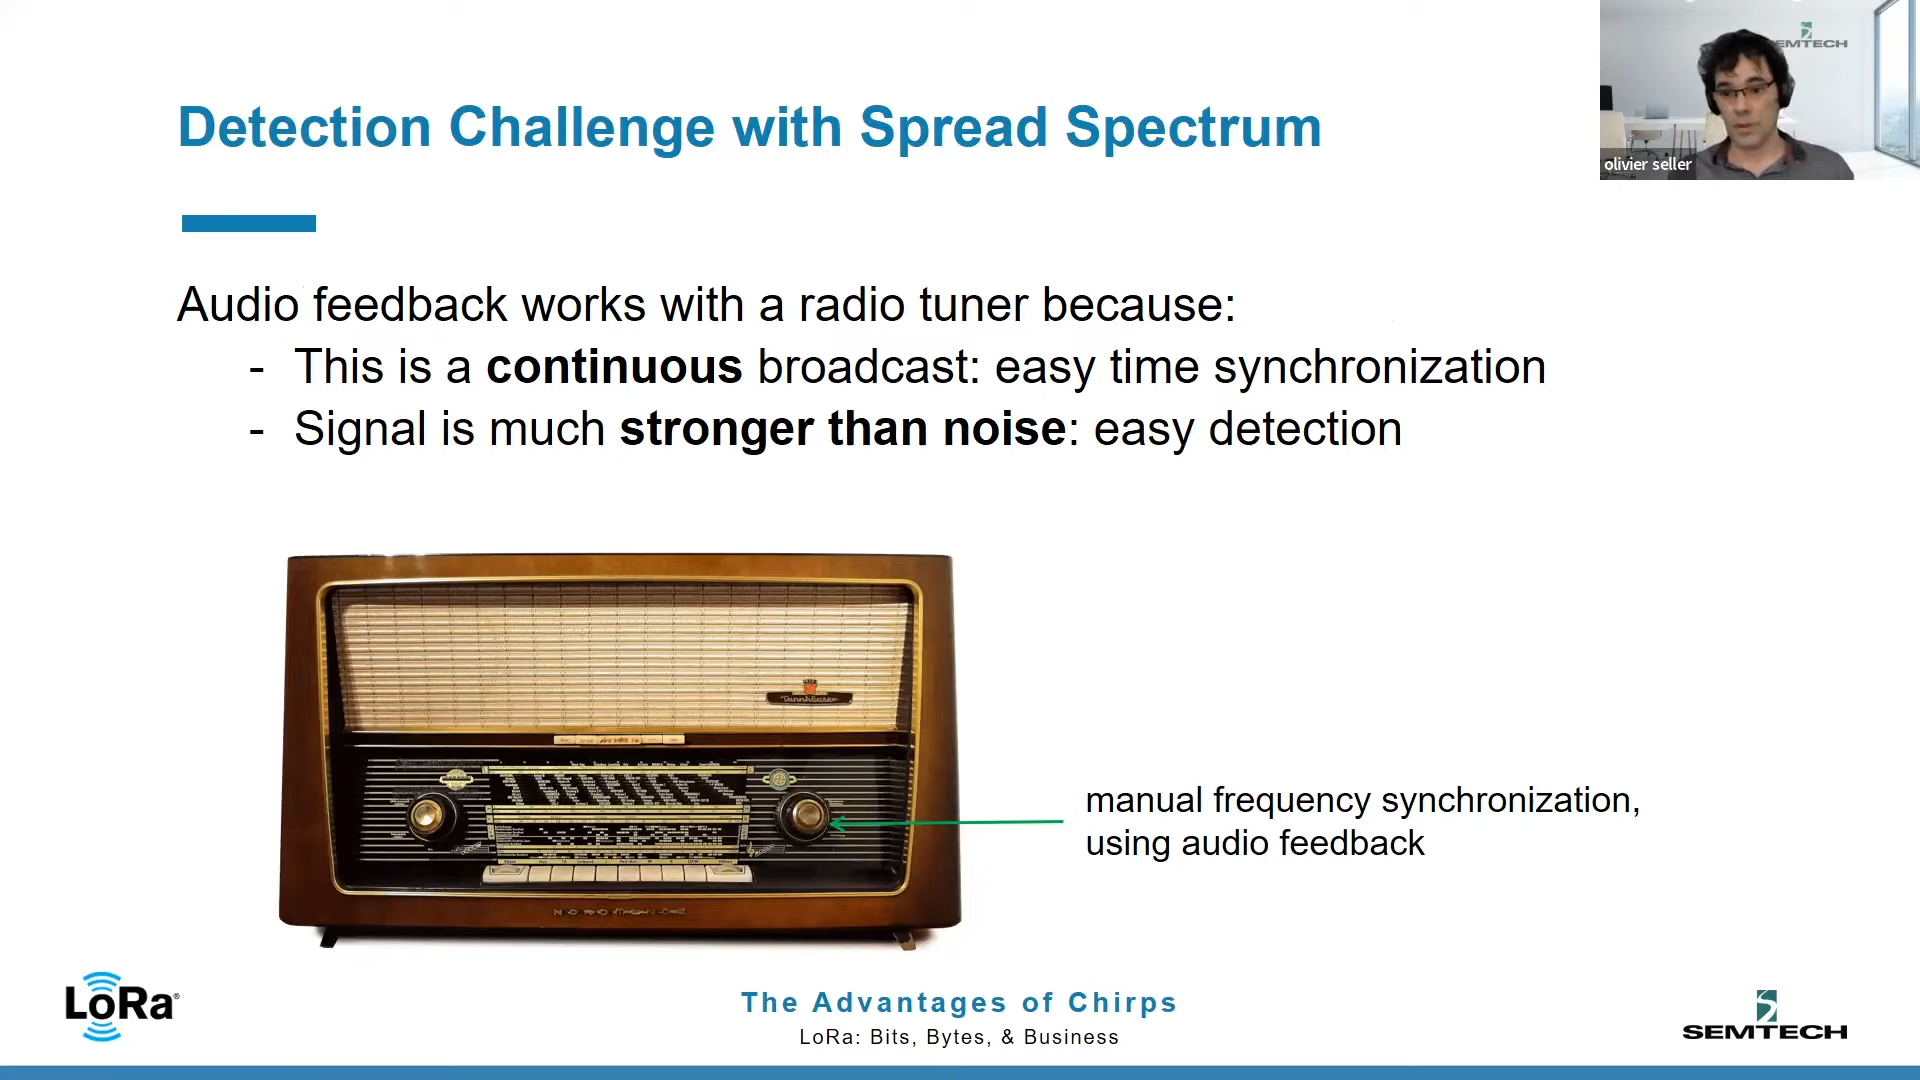 SEMTECH
Detection Challenge with Spread Spectrum
olivier seller
Audio feedback works with a radio tuner because:
- This is a continuous broadcast: easy time synchronization
- Signal is much stronger than noise: easy detection
Tannhäuser
manual frequency synchronization,
using audio feedback
NORDMENDE
LoRa®
The Advantages of Chirps
LoRa: Bits, Bytes, & Business
SEMTECH